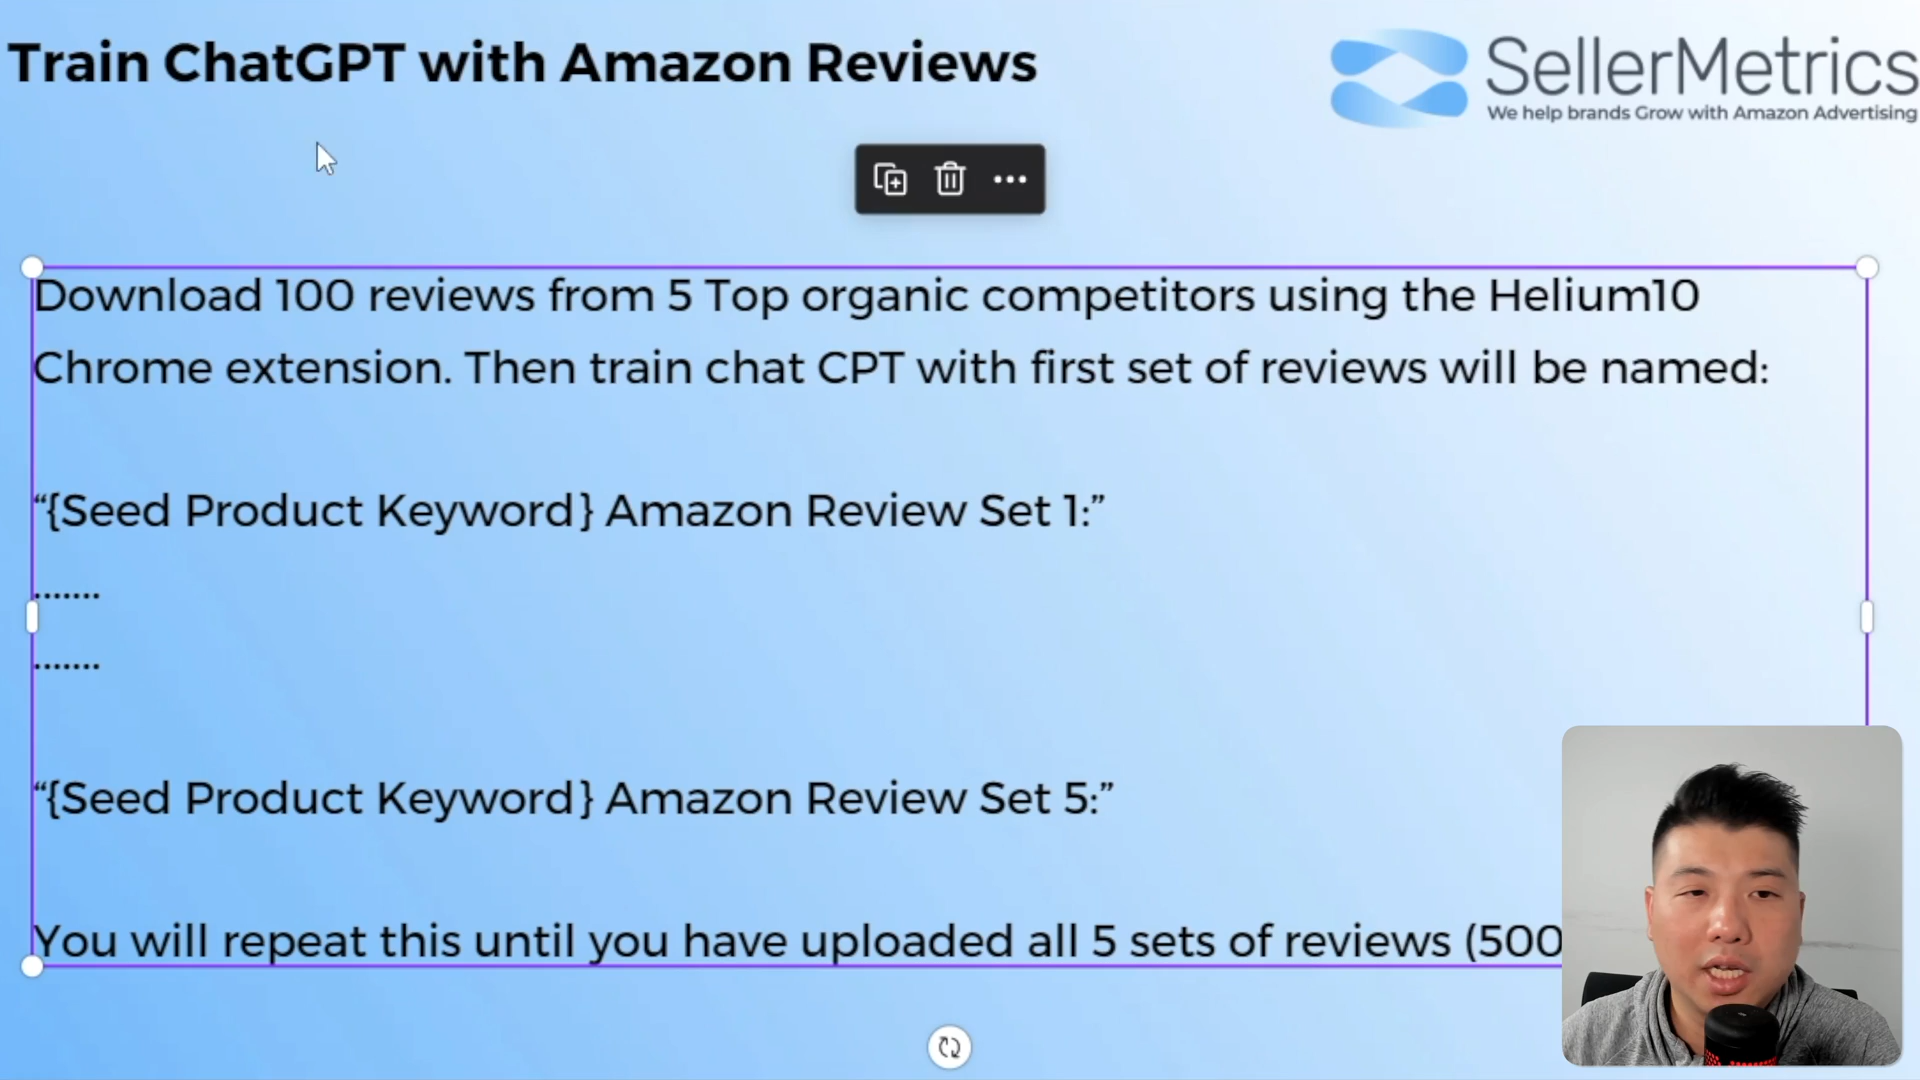 Train ChatGPT with Amazon Reviews
SellerMetrics
We help brands Grow with Amazon Advertising
Download 100 reviews from 5 Top organic competitors using the Helium10
Chrome extension. Then train chat CPT with first set of reviews will be named:
“{Seed Product Keyword} Amazon Review Set 1:”
.......
.......
“{Seed Product Keyword} Amazon Review Set 5:”
You will repeat this until you have uploaded all 5 sets of reviews (500